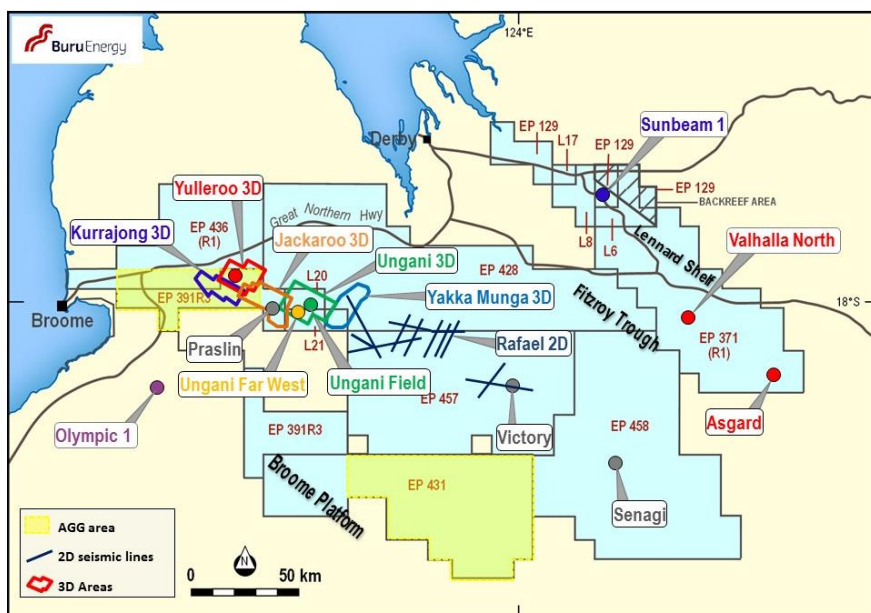 BuruEnergy
124°E
Derby
EP 129
L17
EP 129
Sunbeam 1
EP 129
BACKREEF AREA
Yulleroo 3D
Kurrajong 3D
EP 436
(R1)
Great Northern Hwy
Jackaroo 3D
L8
L6
Lennard Shelf
Valhalla North
L20
Ungani 3D
EP 428
Yakka Munga 3D
Fitzroy Trough
18°S
Broome
EP 391R3
Praslin
L21
Rafael 2D
EP 371
(R1)
Ungani Far West
Ungani Field
EP 457
Olympic 1
Victory
Asgard
EP 391R3
EP 458
Broome Platform
EP 431
Senagi
AGG area
2D seismic lines
3D Areas
N
0
50 km